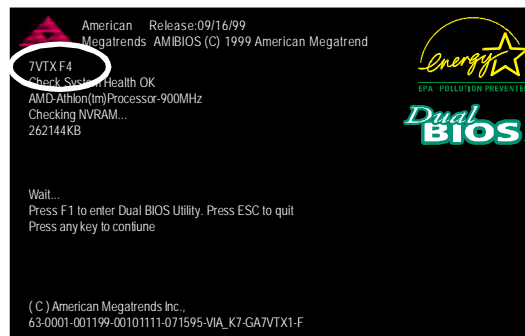 American Release:09/16/99
Megatrends AMIBIOS (C) 1999 American Megatrend
7VTX F4
Check System Health OK
AMD-Athlon(tm)Processor-900MHz
Checking NVRAM...
262144KB
Wait...
Press F1 to enter Dual BIOS Utility. Press ESC to quit
Press any key to contiune
( C ) American Megatrends Inc.,
63-0001-001199-00101111-071595-VIA_K7-GA7VTX1-F
energy
EPA POLLUTION PREVENTER
Dual
BIOS